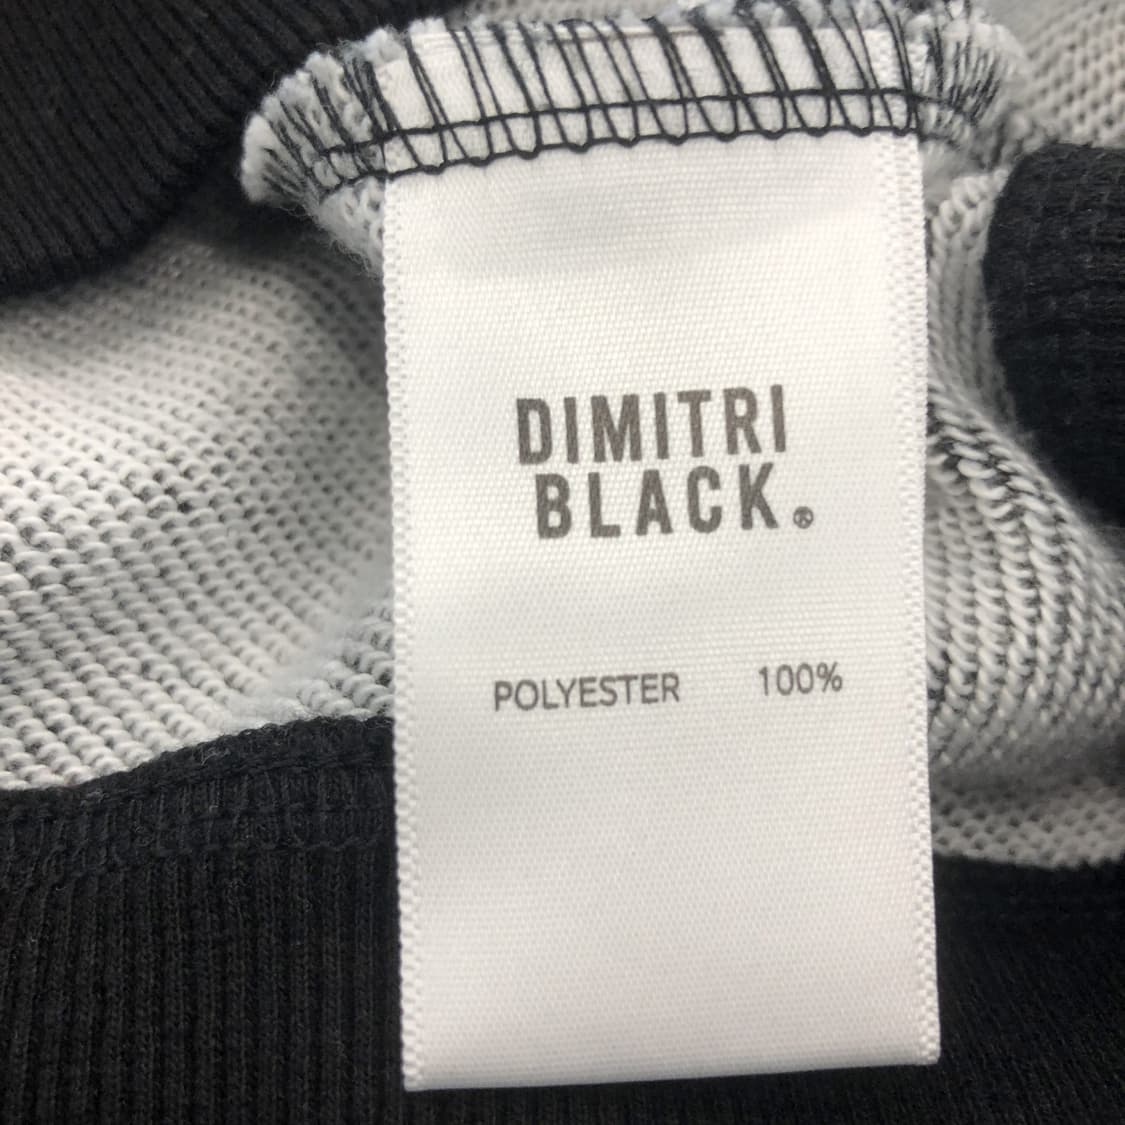 DIMITRI
BLACK.®
POLYESTER 100%